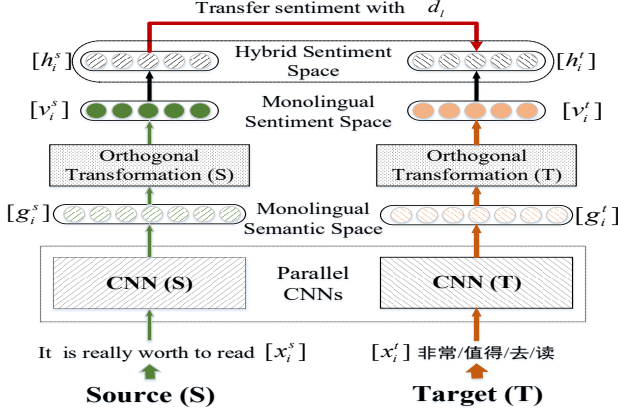 Transfer sentiment with d_l
[h_i^s] Hybrid Sentiment Space [h_i^t]
[v_i^s] Monolingual Sentiment Space [v_i^t]
Orthogonal Transformation (S)
Orthogonal Transformation (T)
[g_i^s] Monolingual Semantic Space [g_i^t]
CNN (S)
Parallel CNNs
CNN (T)
It is really worth to read [x_i^s]
[x_i^t] 非常/值得/去/读
Source (S)
Target (T)